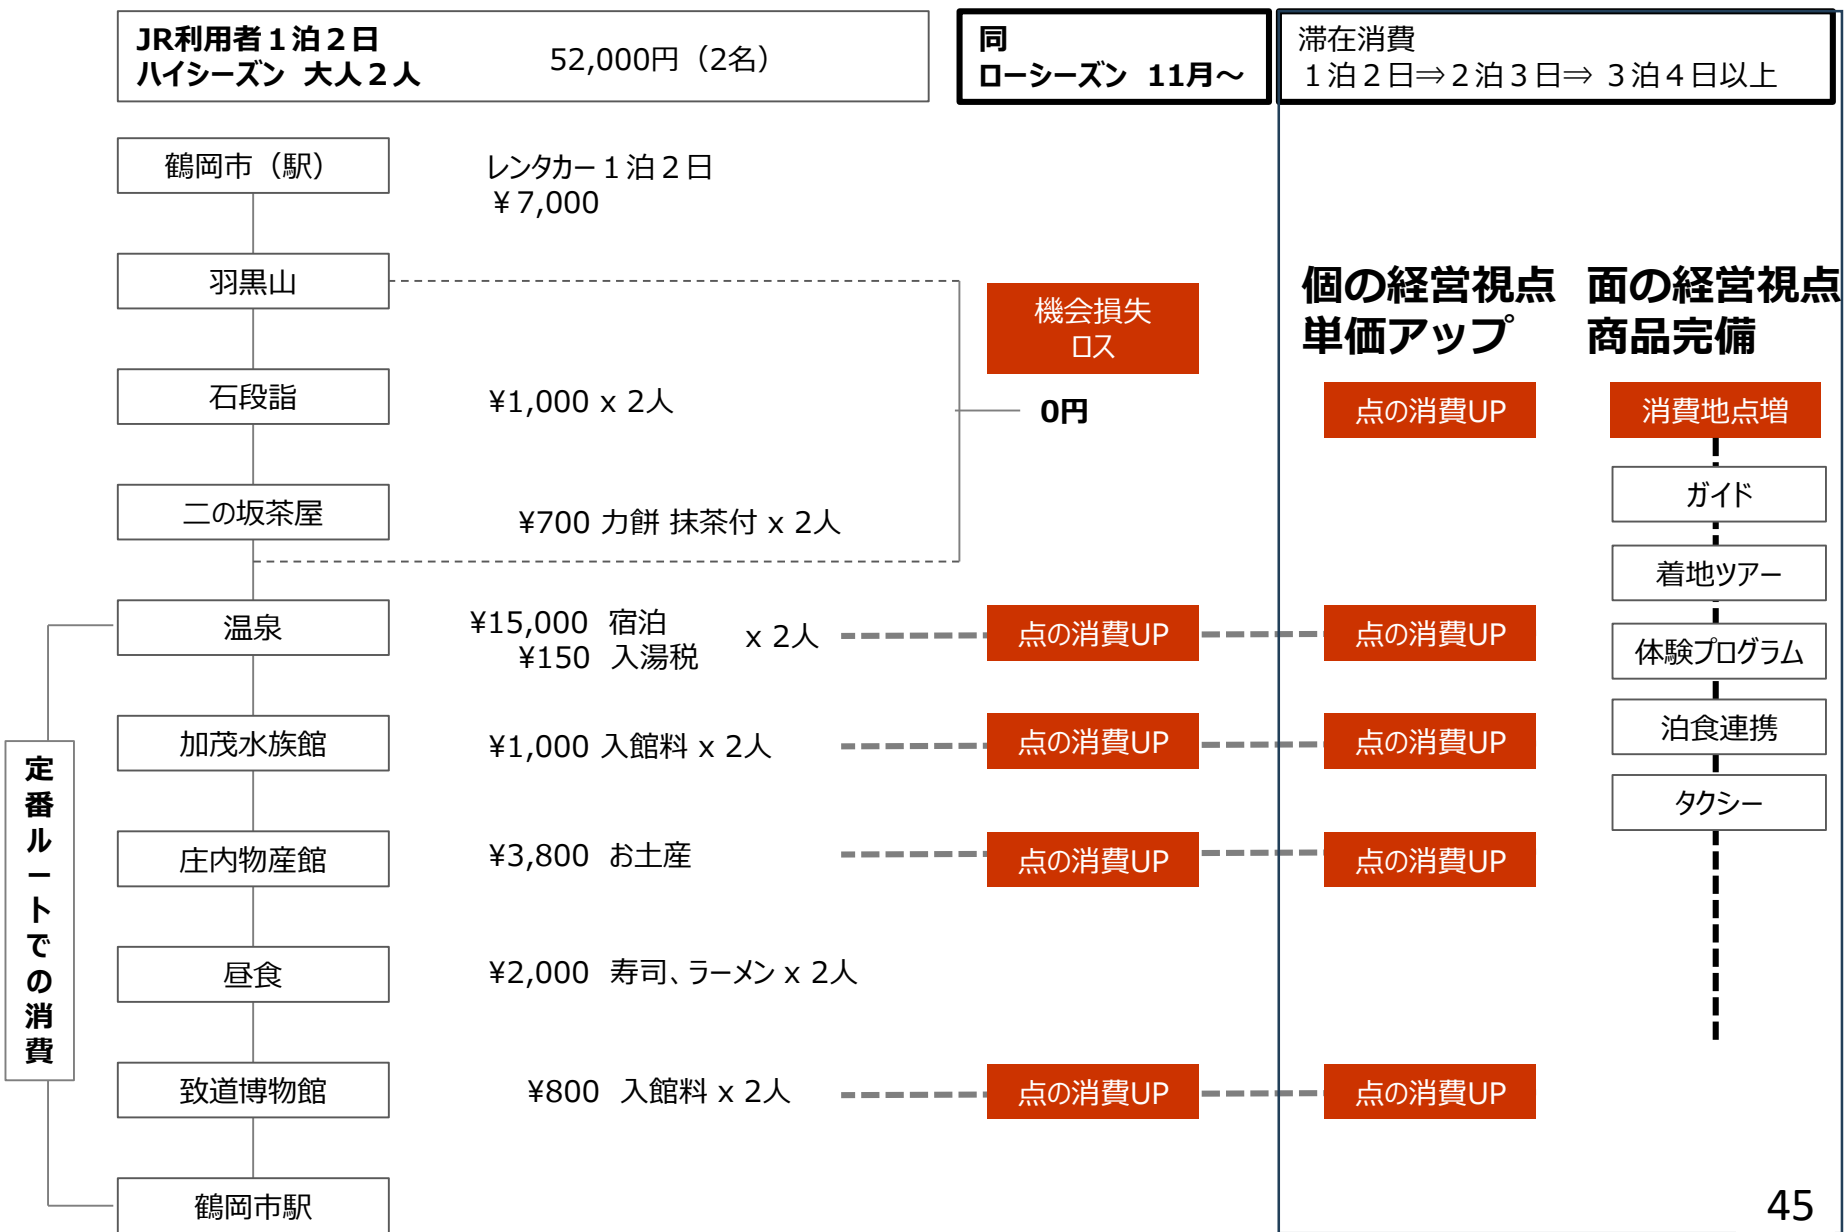 JR利用者１泊２日
ハイシーズン 大人２人
52,000円（2名）
同
ローシーズン 11月～
滞在消費
１泊２日⇒２泊３日⇒ ３泊４日以上
鶴岡市（駅）
レンタカー１泊２日
￥7,000
羽黒山
機会損失
ロス
個の経営視点
単価アップ
面の経営視点
商品完備
石段詣
¥1,000 x 2人
0円
点の消費UP
消費地点増
二の坂茶屋
¥700 力餅 抹茶付 x 2人
ガイド
着地ツアー
温泉
¥15,000 宿泊
¥150 入湯税
x 2人
点の消費UP
点の消費UP
体験プログラム
加茂水族館
¥1,000 入館料 x 2人
点の消費UP
点の消費UP
泊食連携
タクシー
定番ルートでの消費
庄内物産館
¥3,800 お土産
点の消費UP
点の消費UP
昼食
¥2,000 寿司、ラーメン x 2人
致道博物館
¥800 入館料 x 2人
点の消費UP
点の消費UP
鶴岡市駅
45